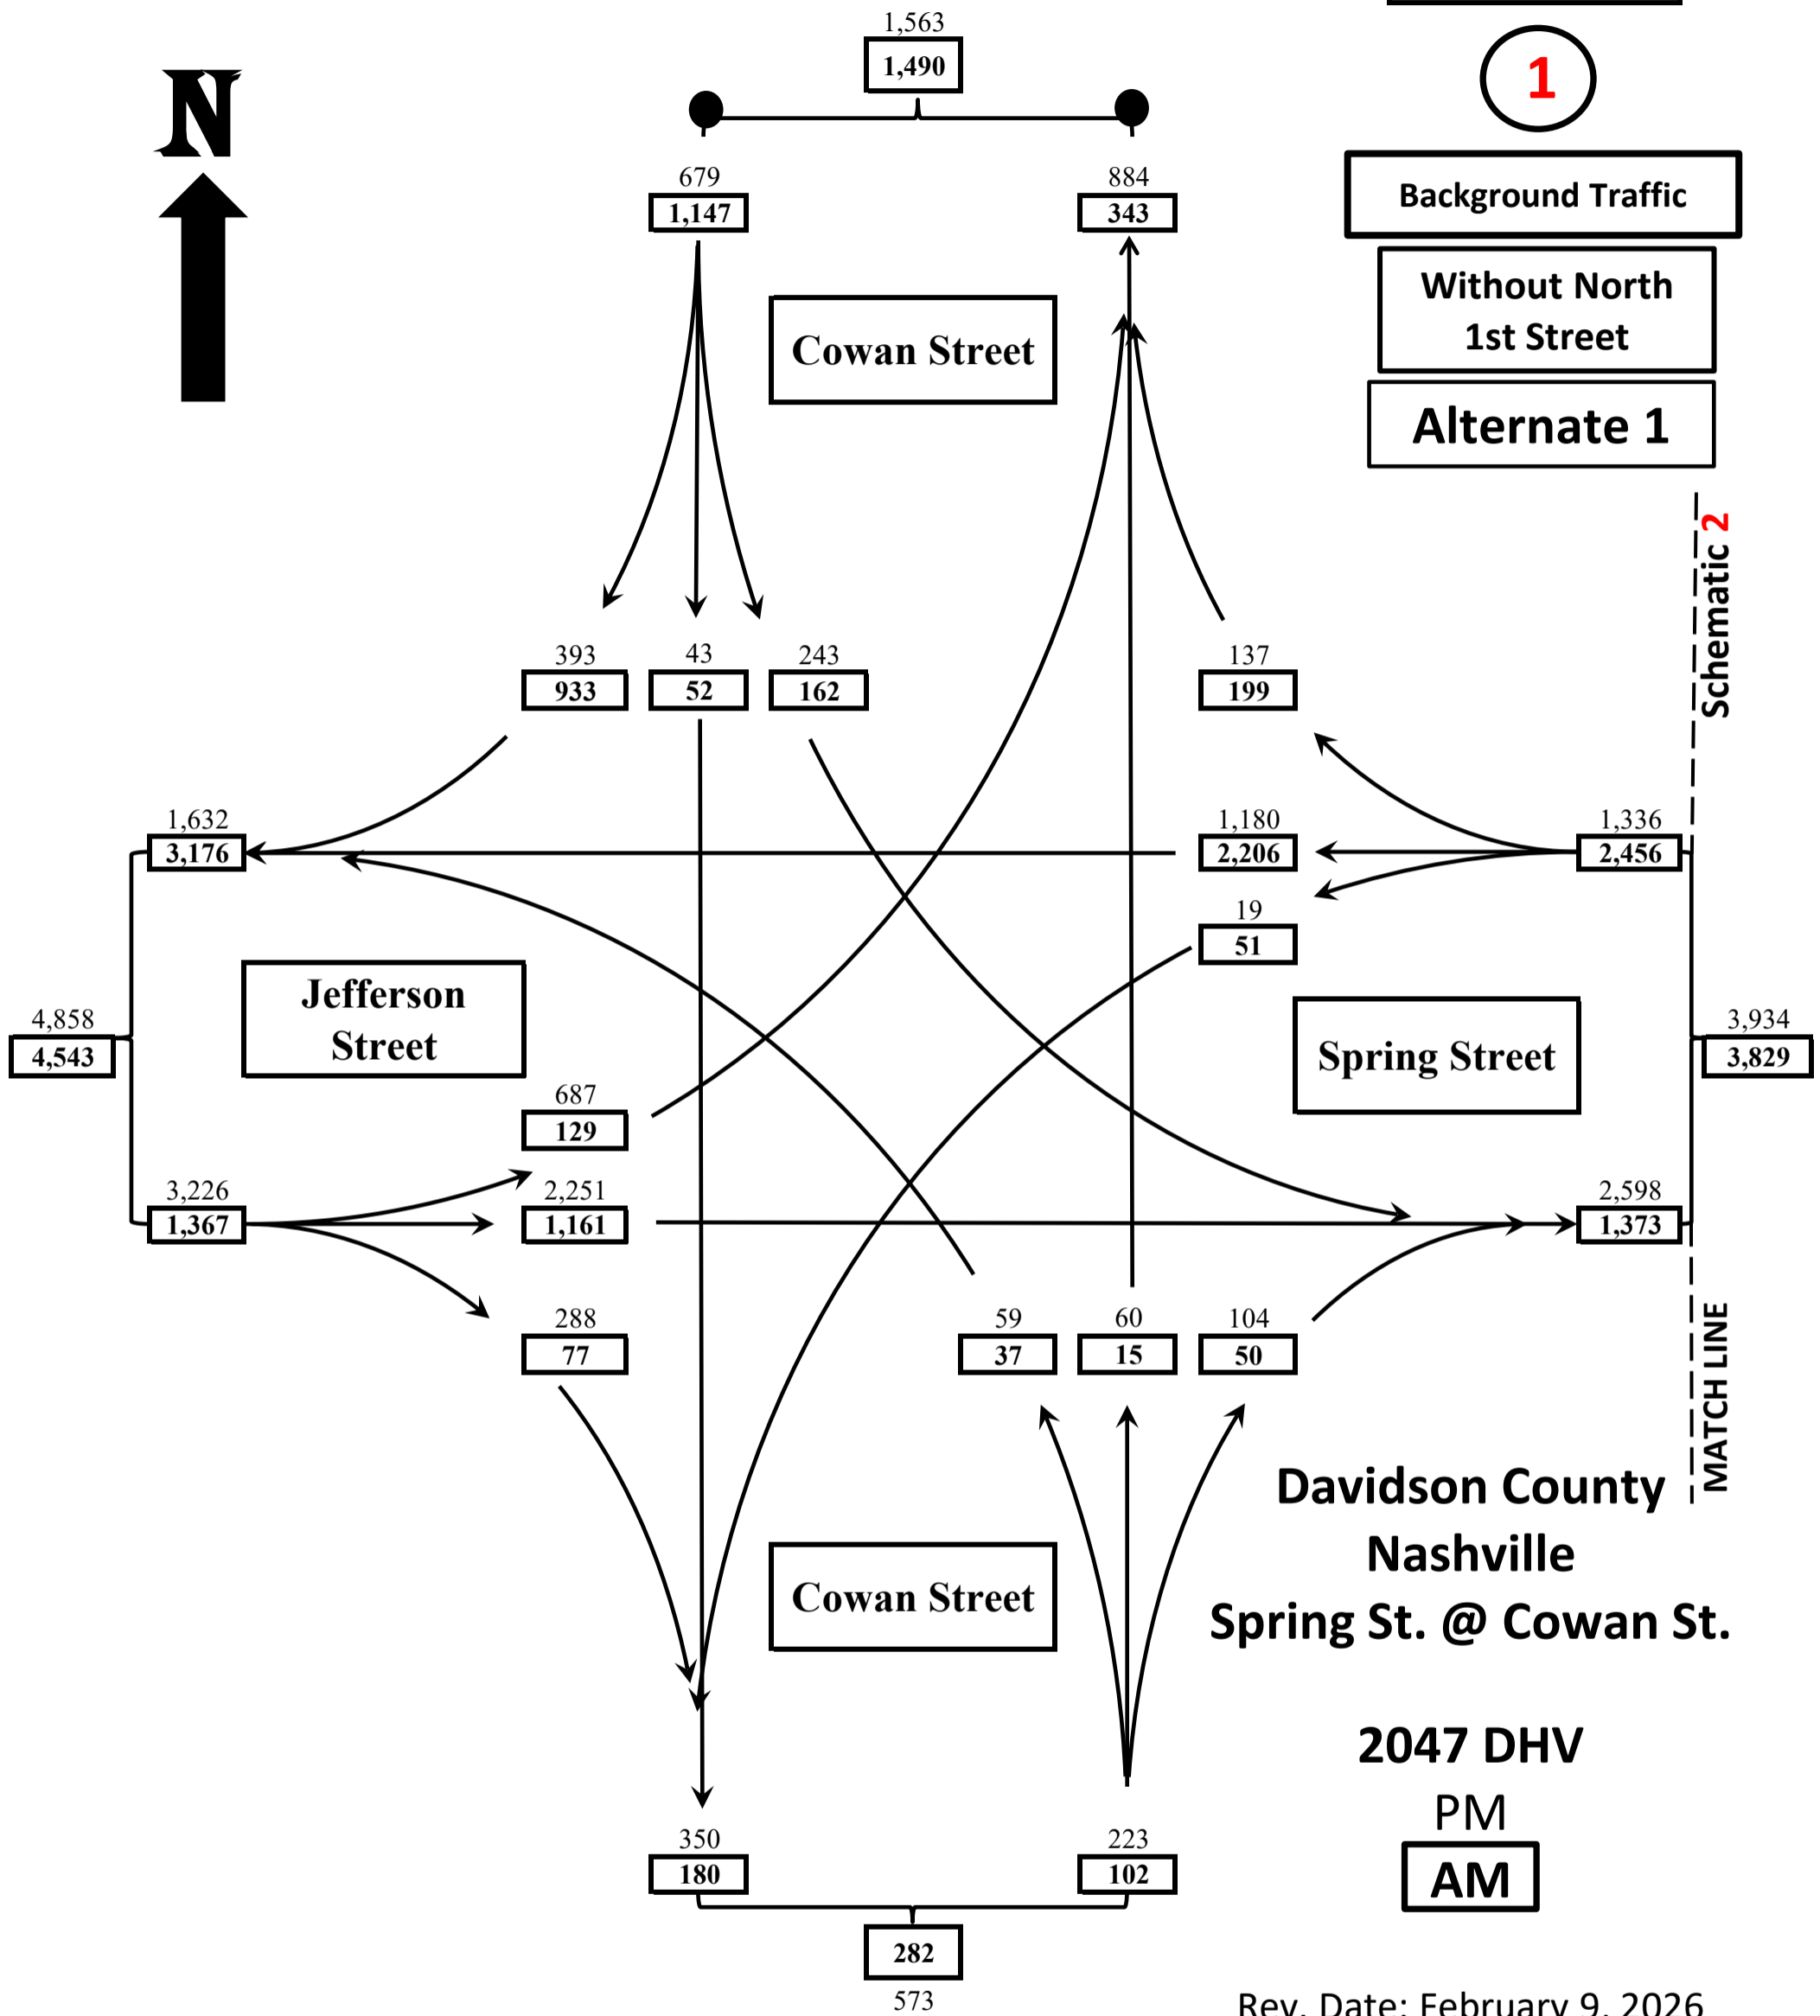 1,563
1,490
1
N
679
1,147
884
343
Background Traffic
Without North
1st Street
Cowan Street
Alternate 1
Schematic 2
393
933
43
52
243
162
137
199
1,632
3,176
1,180
2,206
1,336
2,456
19
51
Jefferson
Street
4,858
4,543
Spring Street
3,934
3,829
687
129
3,226
1,367
2,251
1,161
2,598
1,373
288
77
59
37
60
15
104
50
MATCH LINE
Davidson County
Nashville
Spring St. @ Cowan St.
Cowan Street
2047 DHV
PM
AM
350
180
223
102
282
573
Rev. Date: February 9, 2026